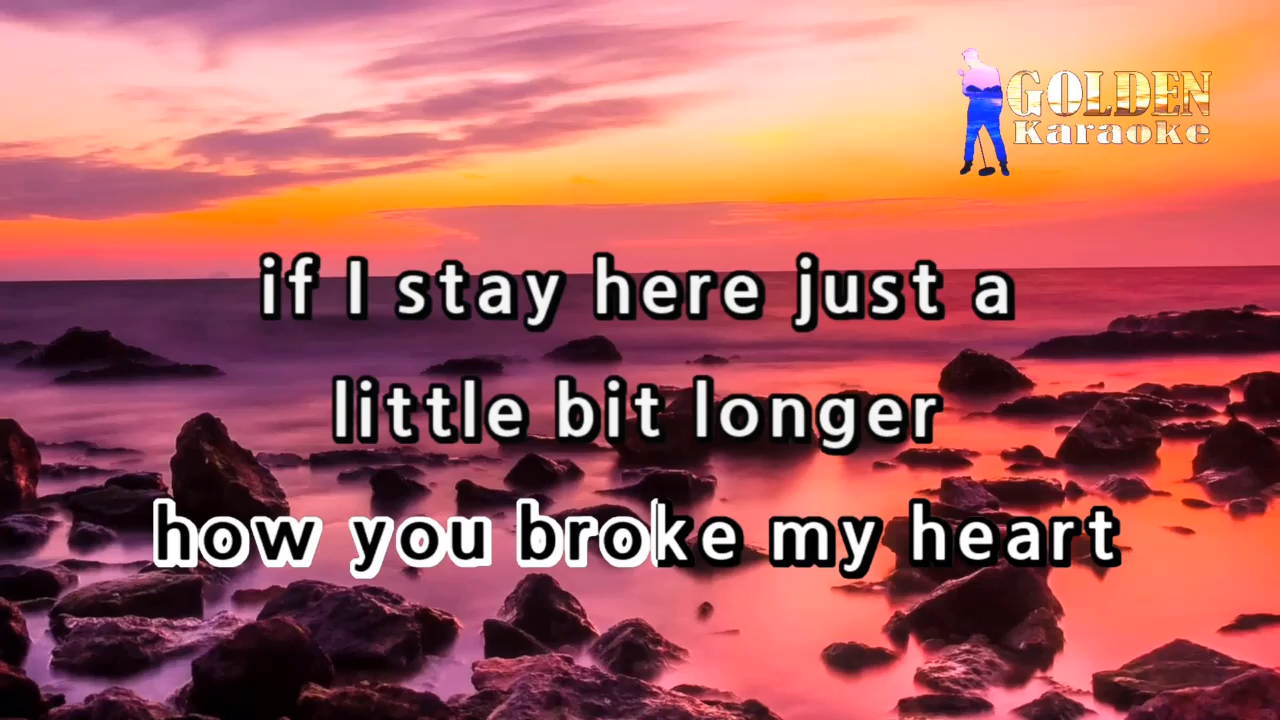 GOLDEN
Karaoke
if I stay here just a
little bit longer
how you broke my heart